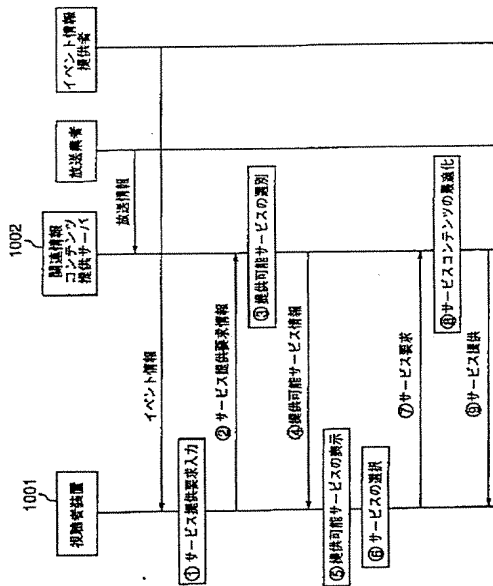 1001
視聴者装置
1002
関連情報
コンテンツ
提供サーバ
放送業者
イベント情報
提供者
放送情報
イベント情報
① サービス提供要求入力
② サービス提供要求情報
③ 提供可能サービスの選別
④ 提供可能サービス情報
⑤ 提供可能サービスの表示
⑥ サービスの選択
⑦ サービス要求
⑧ サービスコンテンツの最適化
⑨ サービス提供